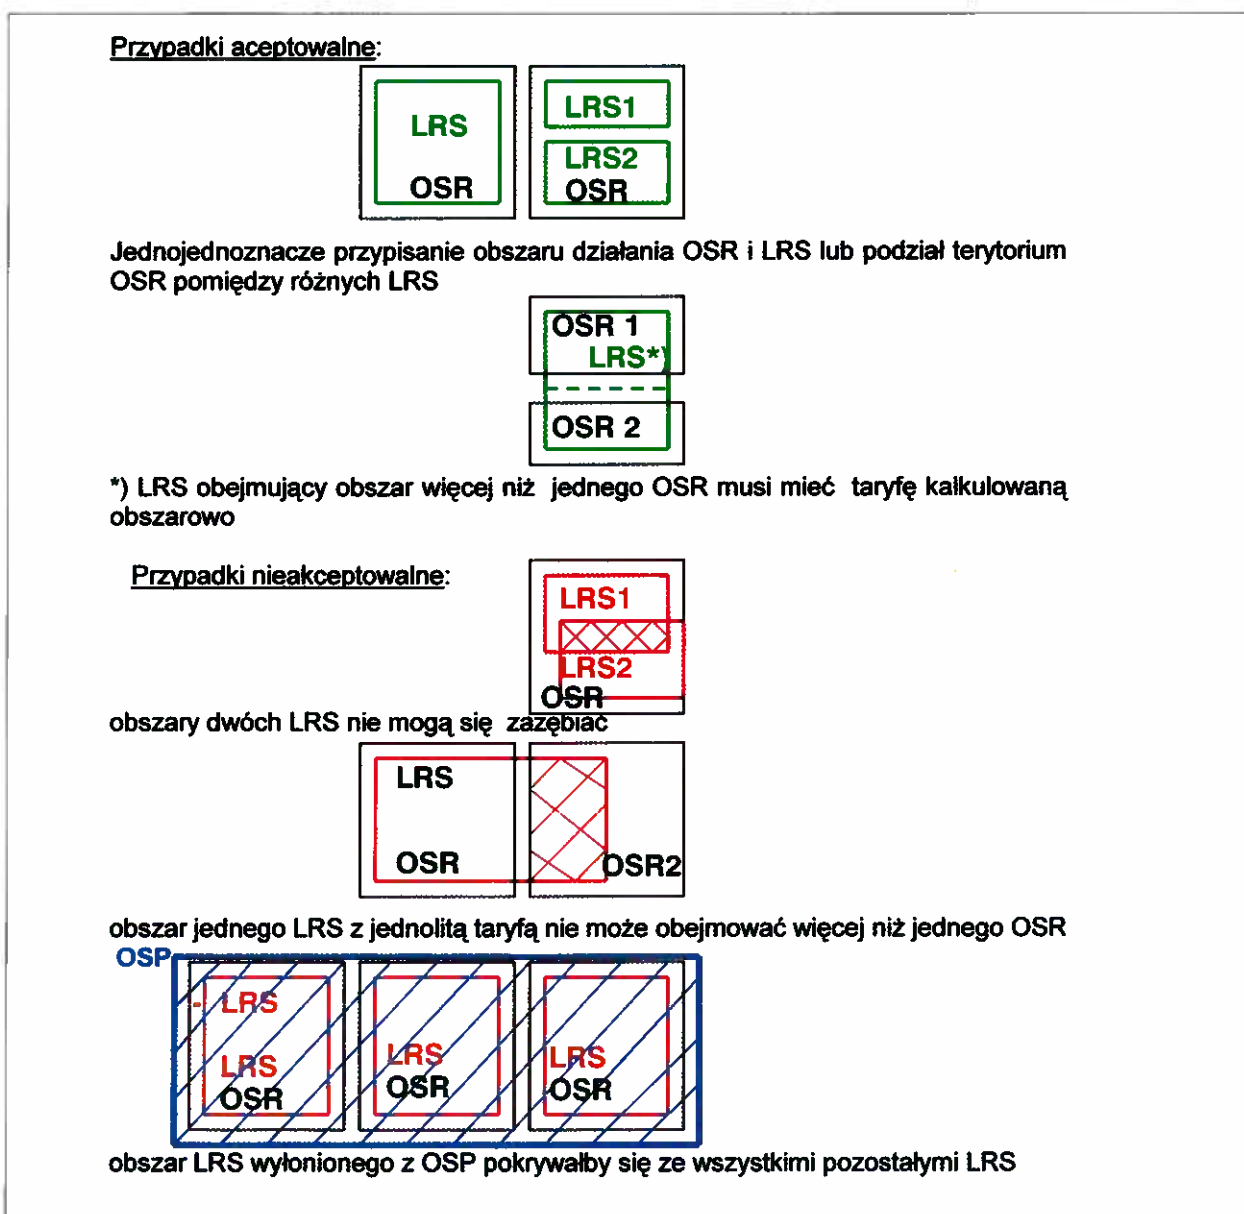 Przypadki aceptowalne:
LRS
OSR
LRS1
LRS2
OSR
Jednojednoznacze przypisanie obszaru działania OSR i LRS lub podział terytorium
OSR pomiędzy różnych LRS
OSR 1
LRS*)
OSR 2
*) LRS obejmujący obszar więcej niż jednego OSR musi mieć taryfę kalkulowaną
obszarowo
Przypadki nieakceptowalne:
LRS1
LRS2
OSR
obszary dwóch LRS nie mogą się zazębiać
LRS
OSR
OSR2
obszar jednego LRS z jednolitą taryfą nie może obejmować więcej niż jednego OSR
OSP
- LRS
LRS
OSR
LRS
OSR
LRS
OSR
obszar LRS wyłonionego z OSP pokrywałby się ze wszystkimi pozostałymi LRS